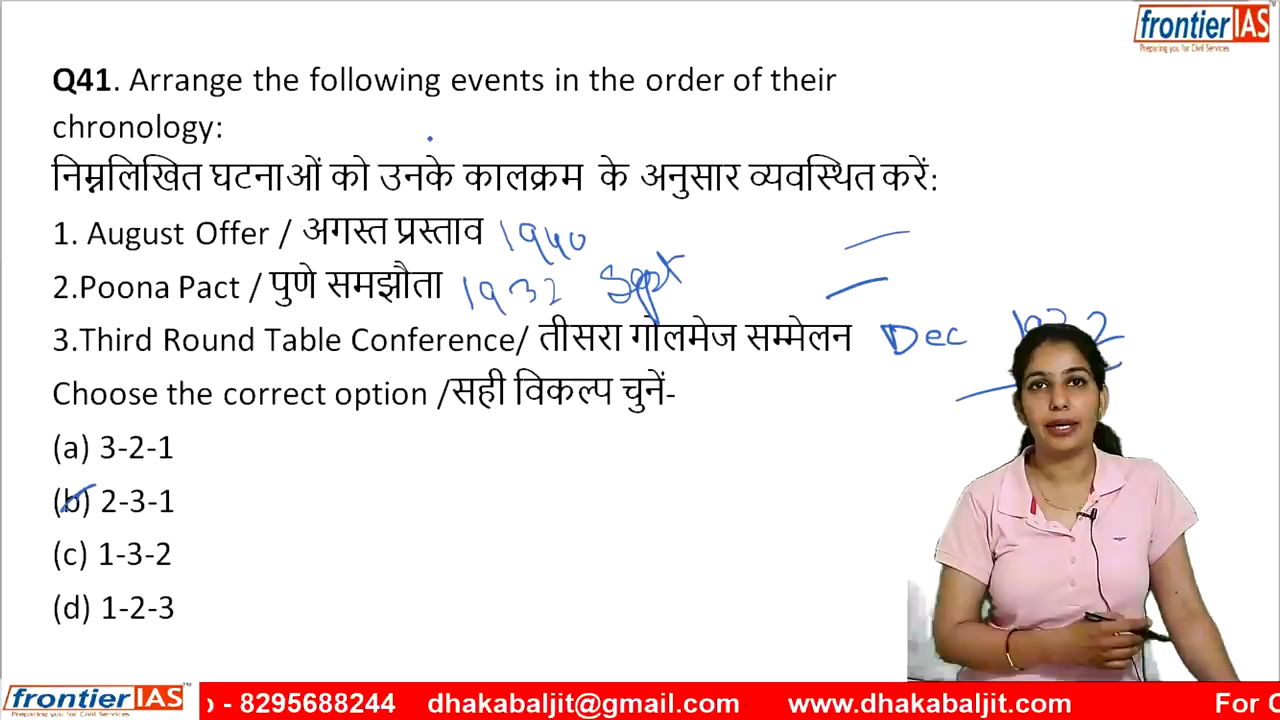 frontier IAS
Preparing you for Civil Services
Q41. Arrange the following events in the order of their
chronology:
निम्नलिखित घटनाओं को उनके कालक्रम के अनुसार व्यवस्थित करें:
1. August Offer / अगस्त प्रस्ताव 1940
2.Poona Pact / पुणे समझौता 1932 Sept
3.Third Round Table Conference/ तीसरा गोलमेज सम्मेलन Dec 1932
Choose the correct option /सही विकल्प चुनें-
(a) 3-2-1
(b) 2-3-1
(c) 1-3-2
(d) 1-2-3
frontier IAS™
Preparing you for Civil Services
- 8295688244 dhakabaljit@gmail.com www.dhakabaljit.com For